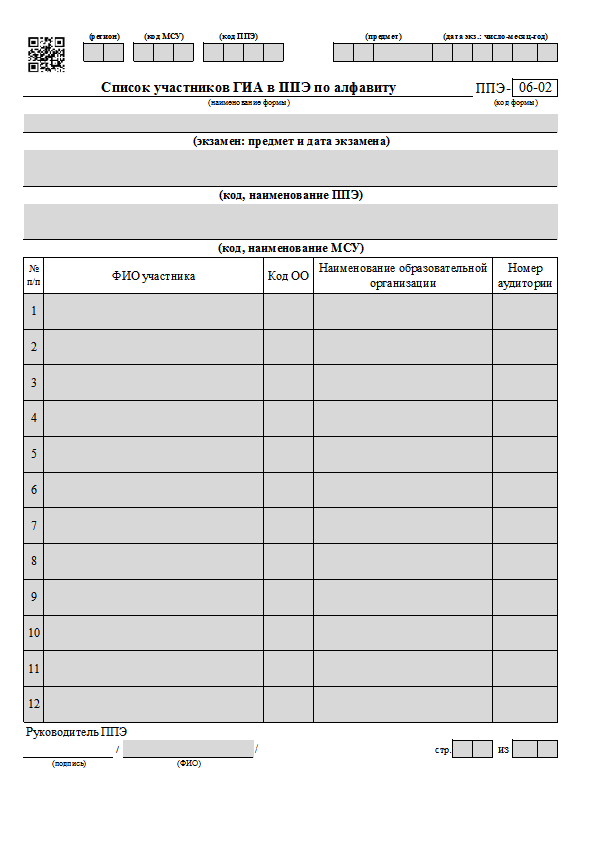 (регион) (код МСУ) (код ППЭ) (предмет) (дата экз.: число-месяц-год)
Список участников ГИА в ППЭ по алфавиту ППЭ- 06-02
(наименование формы) (код формы)
(экзамен: предмет и дата экзамена)
(код, наименование ППЭ)
(код, наименование МСУ)
№ п/п ФИО участника Код ОО Наименование образовательной организации Номер аудитории
1
2
3
4
5
6
7
8
9
10
11
12
Руководитель ППЭ
/ / стр. из
(подпись) (ФИО)